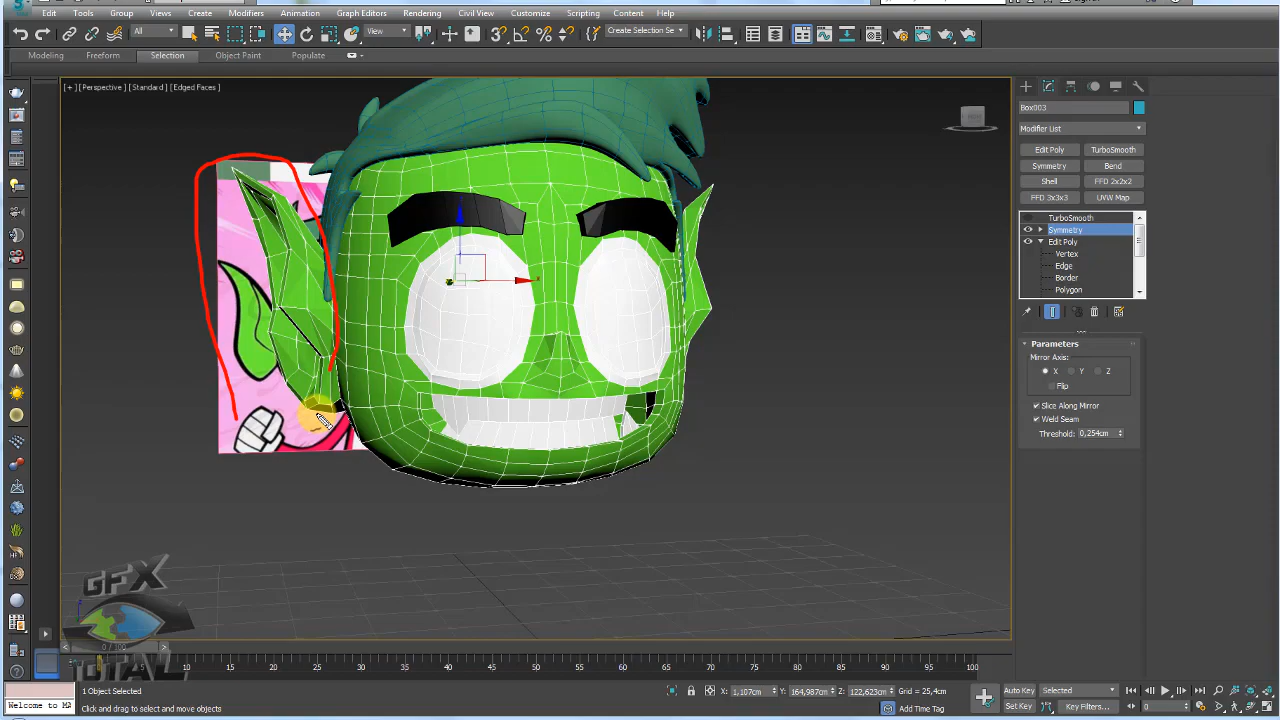 Edit Tools Group Views Create Modifiers Animation Graph Editors Rendering Civil View Customize Scripting Content Help
All View Create Selection Se
Modeling Freeform Selection Object Paint Populate
[+] [Perspective] [Standard] [Edged Faces]
Box003
Modifier List
Edit Poly TurboSmooth
Symmetry Bend
Shell FFD 2x2x2
FFD 3x3x3 UVW Map
TurboSmooth
Symmetry
Edit Poly
Vertex
Edge
Border
Polygon
Parameters
Mirror Axis:
X Y Z
Flip
Slice Along Mirror
Weld Seam
Threshold: 0,254cm
GFX
TOTAL
0 / 100
15 20 25 30 35 40 45 50 55 60 65 70 75 80 85 90 95 100
1 Object Selected
X: 1,107cm Y: 164,987cm Z: 122,623cm Grid = 25,4cm
Auto Key Selected
Welcome to MA
Click and drag to select and move objects
Add Time Tag
Set Key Key Filters...
0